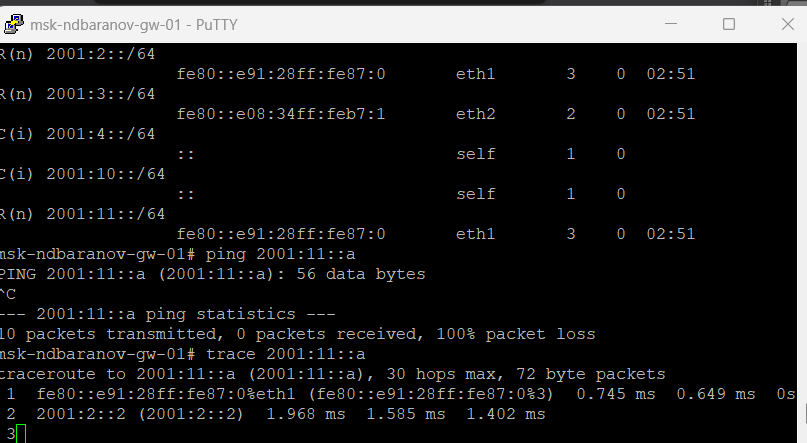 msk-ndbaranov-gw-01 - PuTTY
R(n) 2001:2::/64
fe80::e91:28ff:fe87:0 eth1 3 0 02:51
R(n) 2001:3::/64
fe80::e08:34ff:feb7:1 eth2 2 0 02:51
C(i) 2001:4::/64
:: self 1 0
C(i) 2001:10::/64
:: self 1 0
R(n) 2001:11::/64
fe80::e91:28ff:fe87:0 eth1 3 0 02:51
msk-ndbaranov-gw-01# ping 2001:11::a
PING 2001:11::a (2001:11::a): 56 data bytes
^C
--- 2001:11::a ping statistics ---
10 packets transmitted, 0 packets received, 100% packet loss
msk-ndbaranov-gw-01# trace 2001:11::a
traceroute to 2001:11::a (2001:11::a), 30 hops max, 72 byte packets
1 fe80::e91:28ff:fe87:0%eth1 (fe80::e91:28ff:fe87:0%3) 0.745 ms 0.649 ms 0s
2 2001:2::2 (2001:2::2) 1.968 ms 1.585 ms 1.402 ms
3